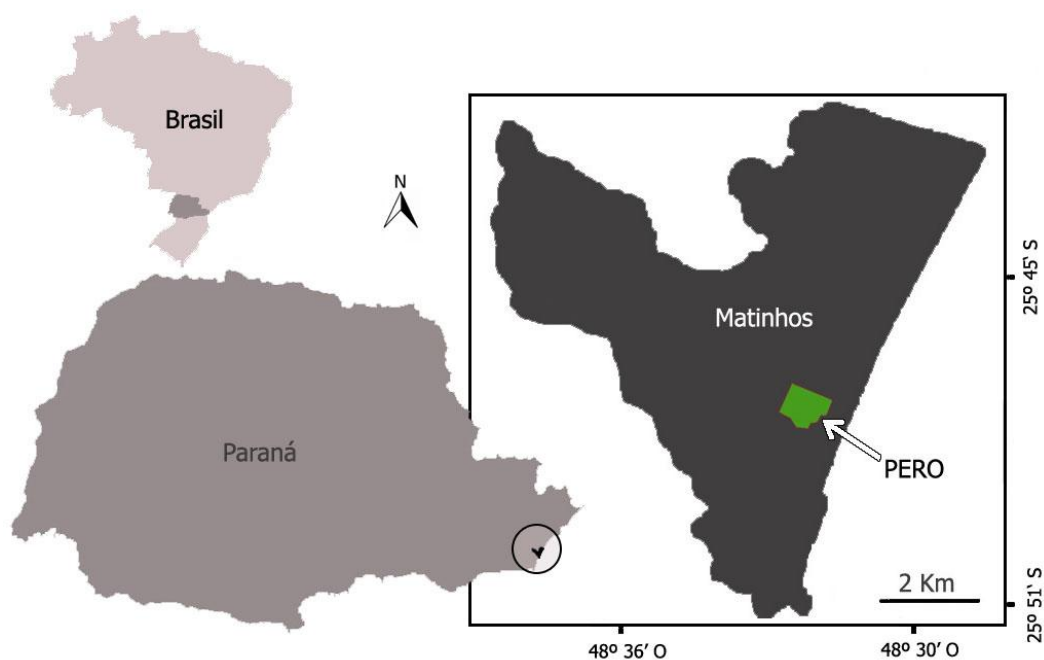 Brasil
N
Paraná
Matinhos
PERO
2 Km
25º 45' S
25º 51' S
48º 36′ O
48º 30′ O